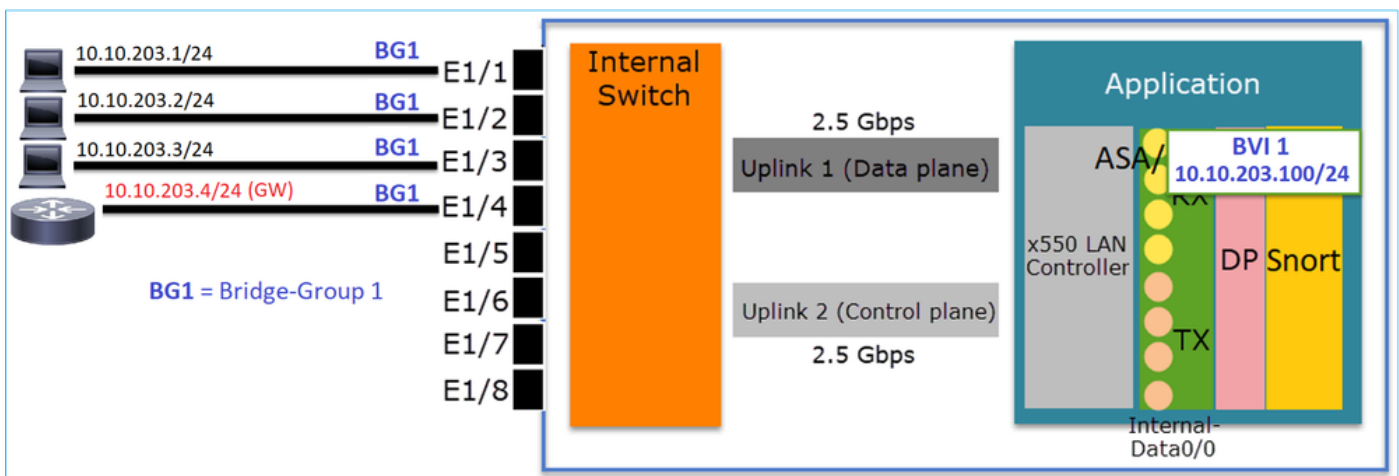 10.10.203.1/24
BG1
E1/1
10.10.203.2/24
BG1
E1/2
10.10.203.3/24
BG1
E1/3
10.10.203.4/24 (GW)
BG1
E1/4
E1/5
BG1 = Bridge-Group 1
E1/6
E1/7
E1/8
Internal
Switch
2.5 Gbps
Uplink 1 (Data plane)
Uplink 2 (Control plane)
2.5 Gbps
Application
ASA/
BVI 1
10.10.203.100/24
RX
x550 LAN
Controller
DP
Snort
TX
Internal-
Data0/0